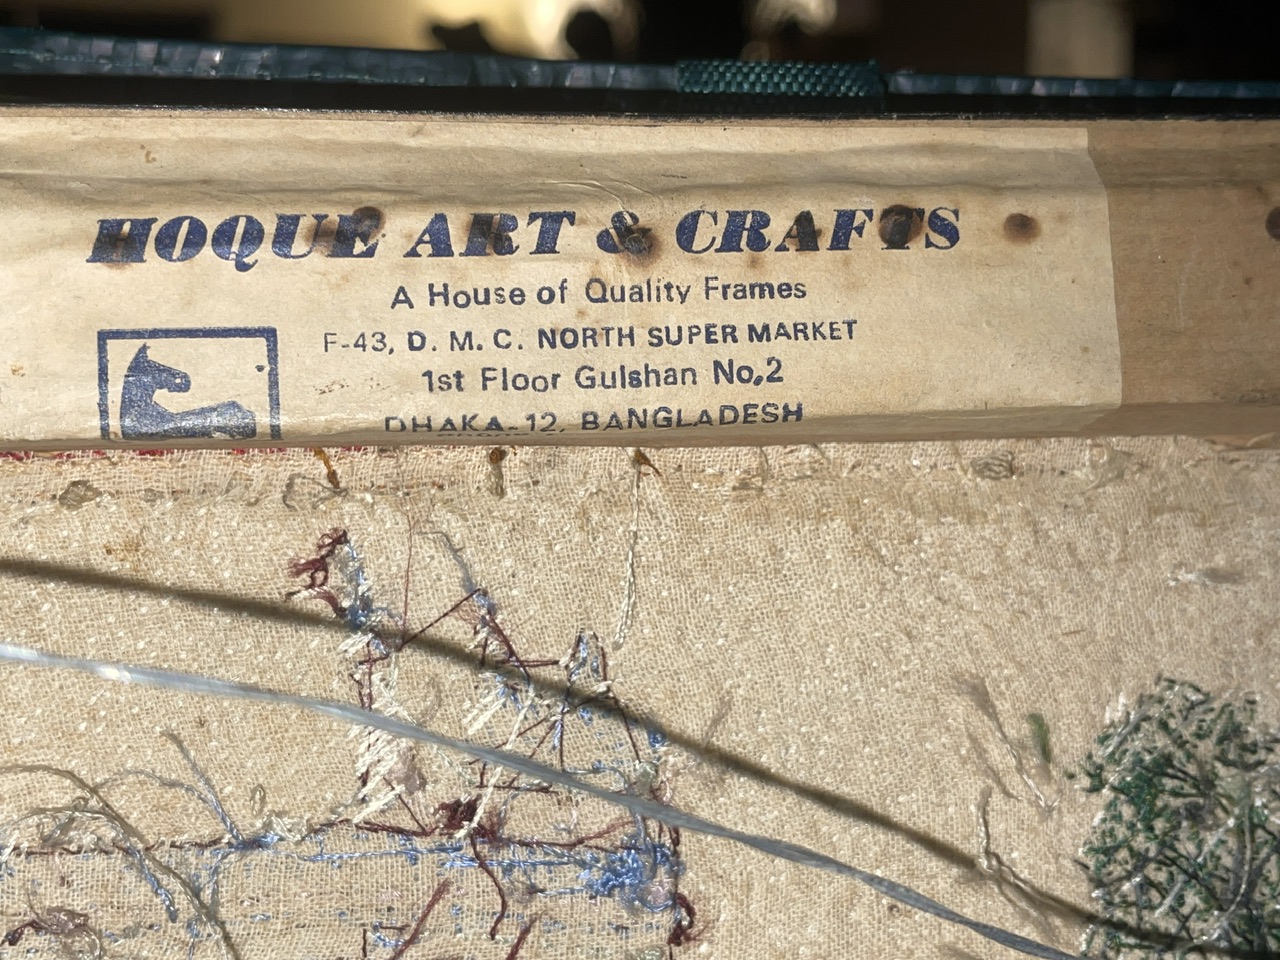 HOQUE ART & CRAFTS
A House of Quality Frames
F-43, D. M. C. NORTH SUPER MARKET
1st Floor Gulshan No,2
DHAKA-12, BANGLADESH